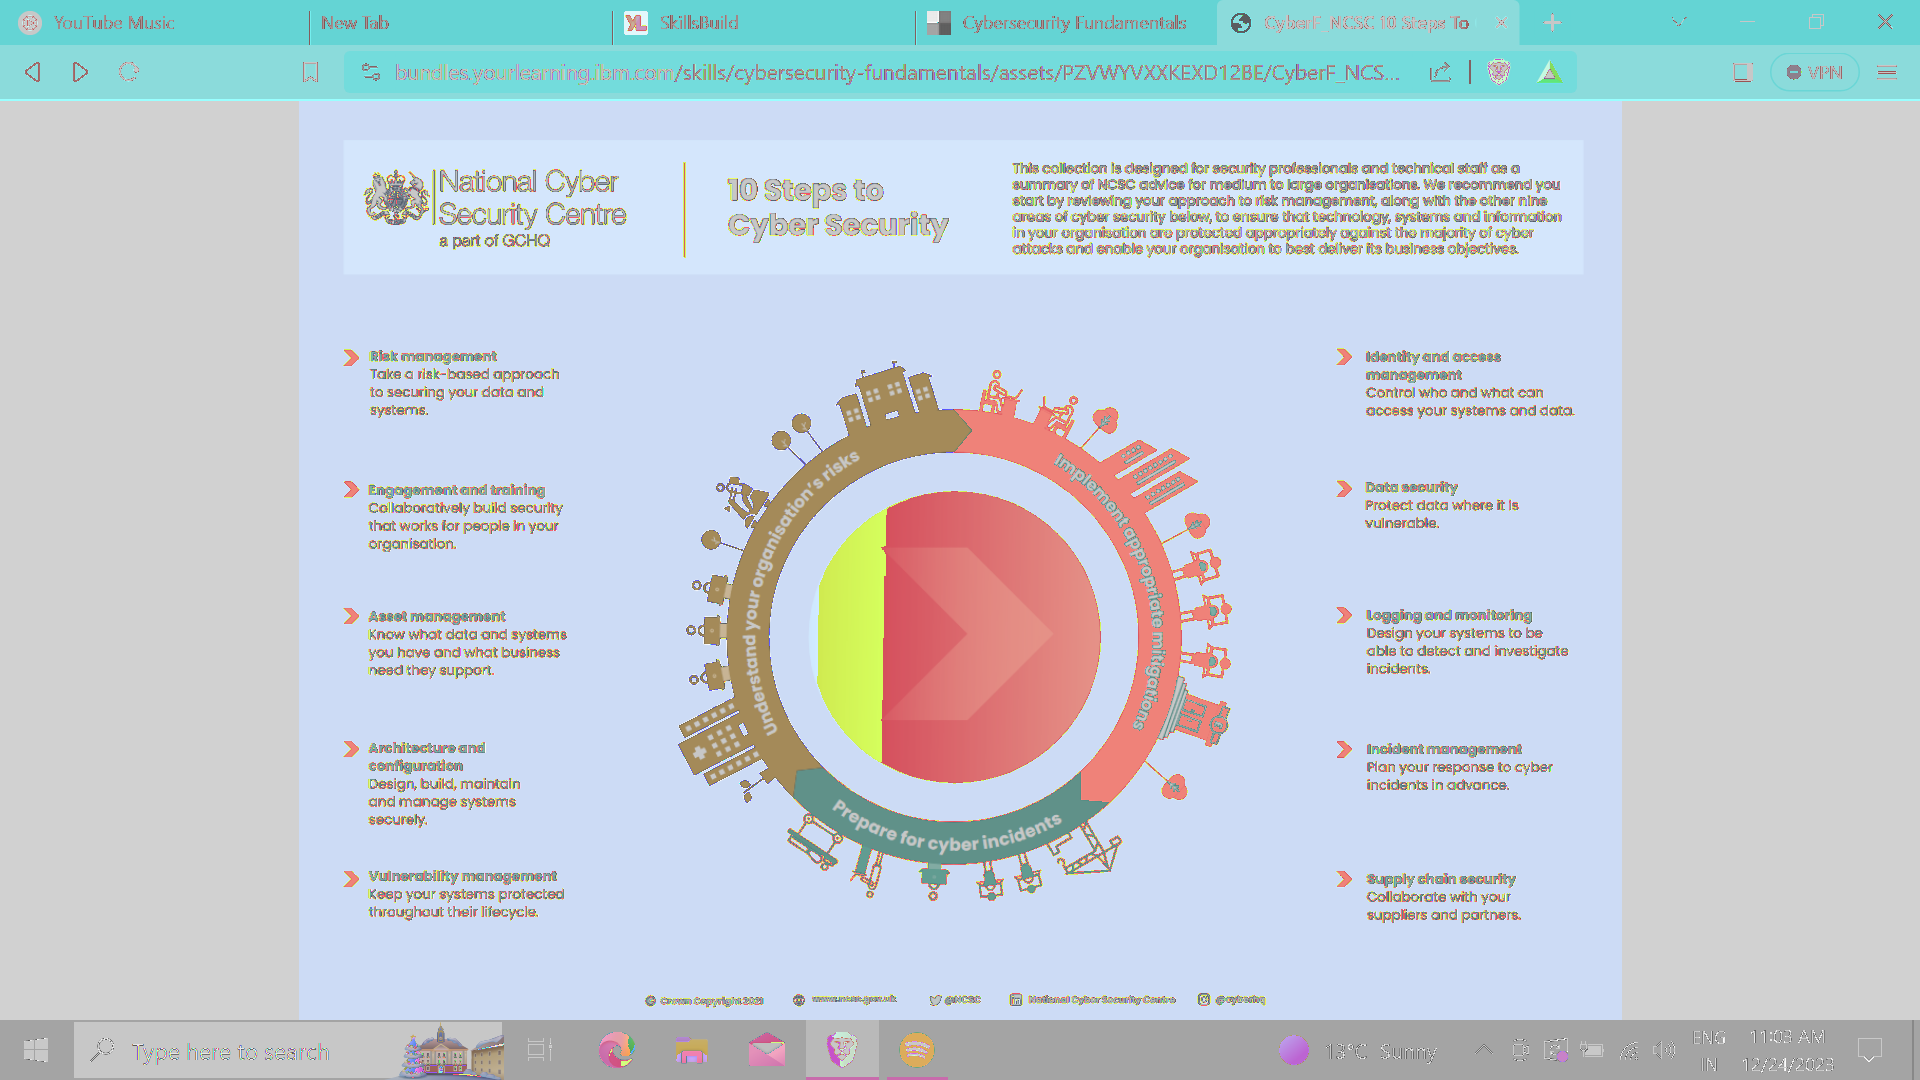 YouTube Music
New Tab
SkillsBuild
Cybersecurity Fundamentals
CyberF_NCSC 10 Steps To
bundles.yourlearning.ibm.com/skills/cybersecurity-fundamentals/assets/PZVWYVXXKEXD12BE/CyberF_NCS...
VPN
National Cyber
Security Centre
a part of GCHQ
10 Steps to
Cyber Security
This collection is designed for security professionals and technical staff as a
summary of NCSC advice for medium to large organisations. We recommend you
start by reviewing your approach to risk management, along with the other nine
areas of cyber security below, to ensure that technology, systems and information
in your organisation are protected appropriately against the majority of cyber
attacks and enable your organisation to best deliver its business objectives.
Risk management
Take a risk-based approach
to securing your data and
systems.
Engagement and training
Collaboratively build security
that works for people in your
organisation.
Asset management
Know what data and systems
you have and what business
need they support.
Architecture and
configuration
Design, build, maintain
and manage systems
securely.
Vulnerability management
Keep your systems protected
throughout their lifecycle.
Understand your organisation's risks
Implement appropriate mitigations
Prepare for cyber incidents
Identity and access
management
Control who and what can
access your systems and data.
Data security
Protect data where it is
vulnerable.
Logging and monitoring
Design your systems to be
able to detect and investigate
incidents.
Incident management
Plan your response to cyber
incidents in advance.
Supply chain security
Collaborate with your
suppliers and partners.
© Crown Copyright 2021
www.ncsc.gov.uk
@NCSC
National Cyber Security Centre
@cyberhq
Type here to search
13°C Sunny
ENG
IN
11:03 AM
12/24/2023